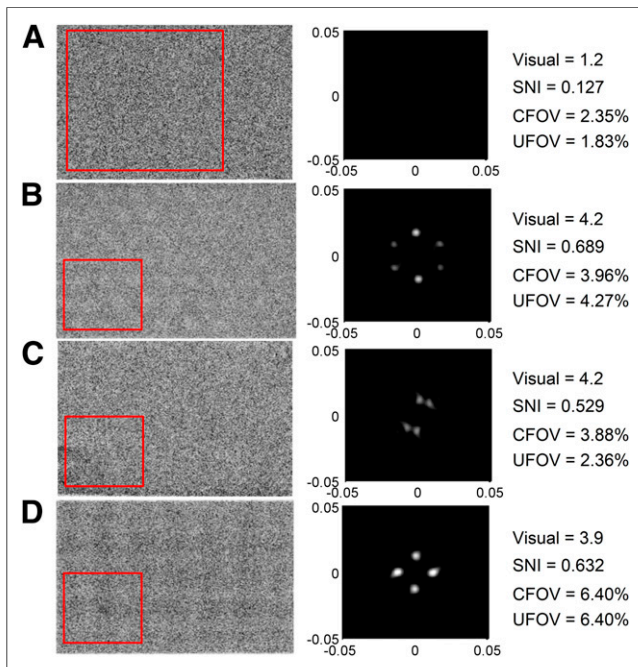 A
0.05
0
-0.05
0
0.05
Visual = 1.2
SNI = 0.127
CFOV = 2.35%
UFOV = 1.83%
B
0.05
0
-0.05
-0.05
0
0.05
Visual = 4.2
SNI = 0.689
CFOV = 3.96%
UFOV = 4.27%
C
0.05
0
-0.05
-0.05
0
0.05
Visual = 4.2
SNI = 0.529
CFOV = 3.88%
UFOV = 2.36%
D
0.05
0
-0.05
-0.05
0
0.05
Visual = 3.9
SNI = 0.632
CFOV = 6.40%
UFOV = 6.40%